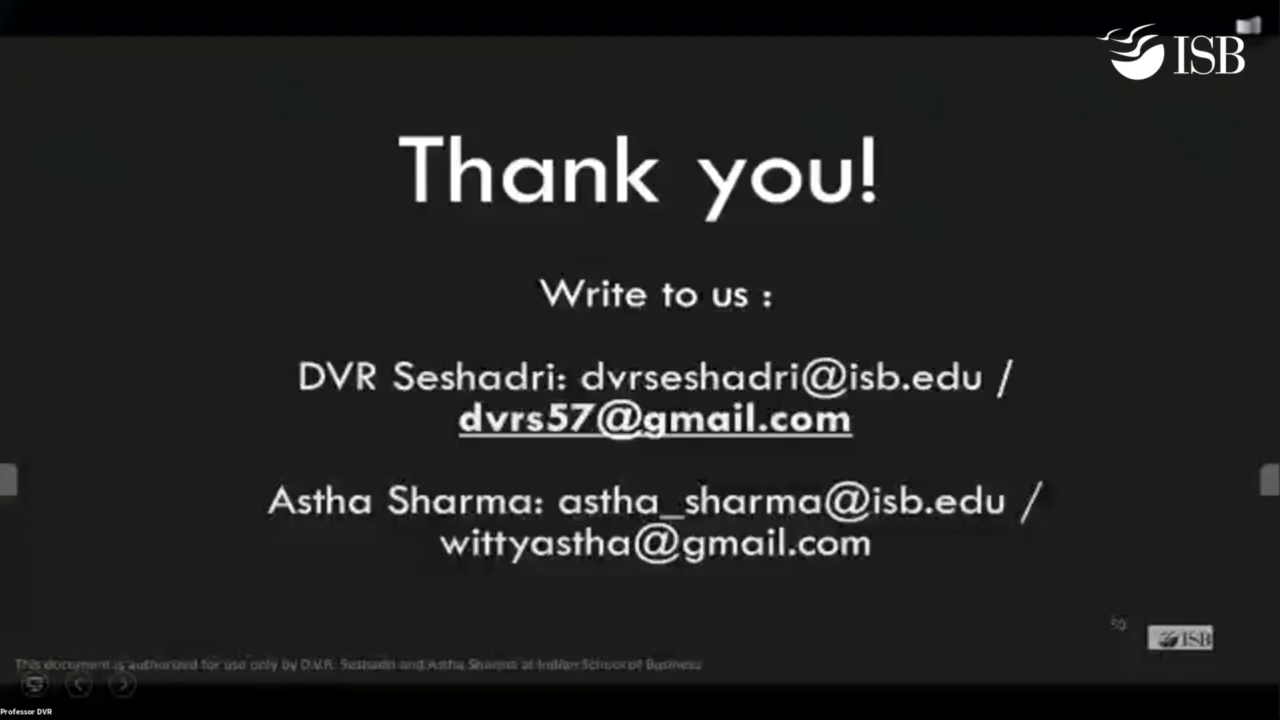 ISB
Thank you!
Write to us :
DVR Seshadri: dvrseshadri@isb.edu /
dvrs57@gmail.com
Astha Sharma: astha_sharma@isb.edu /
wittyastha@gmail.com
50
ISB
This document is authorized for use only by D.V.R. Seshadri and Astha Sharma at Indian School of Business
Professor DVR